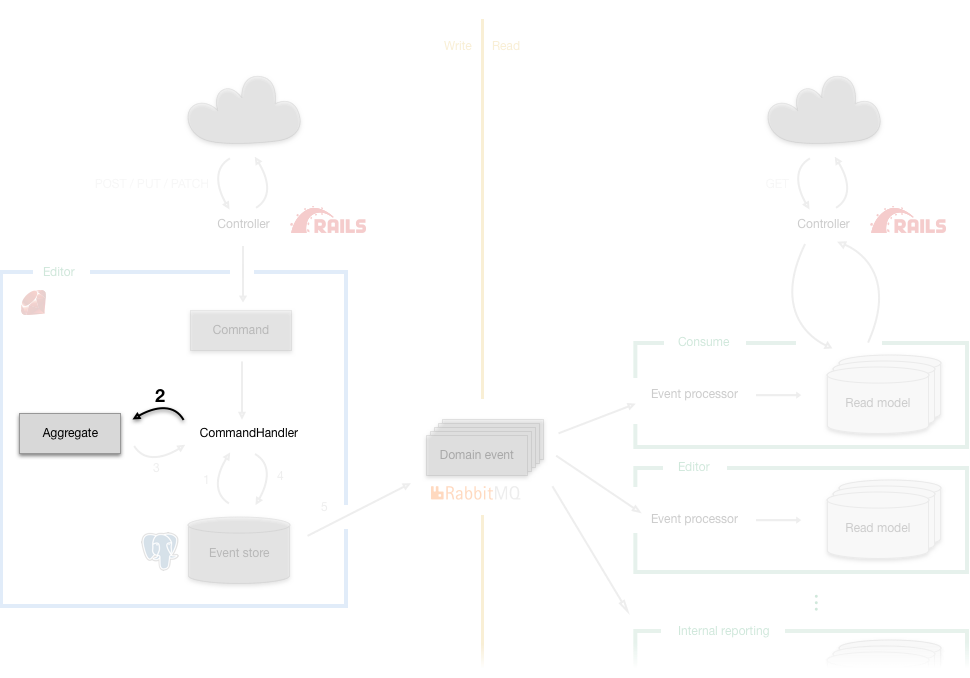 Write
Read
POST / PUT / PATCH
GET
Controller
RAILS
Controller
RAILS
Editor
Command
Consume
Event processor
Read model
2
Aggregate
CommandHandler
3
1
4
Domain event
RabbitMQ
Editor
5
Event processor
Read model
Event store
Internal reporting